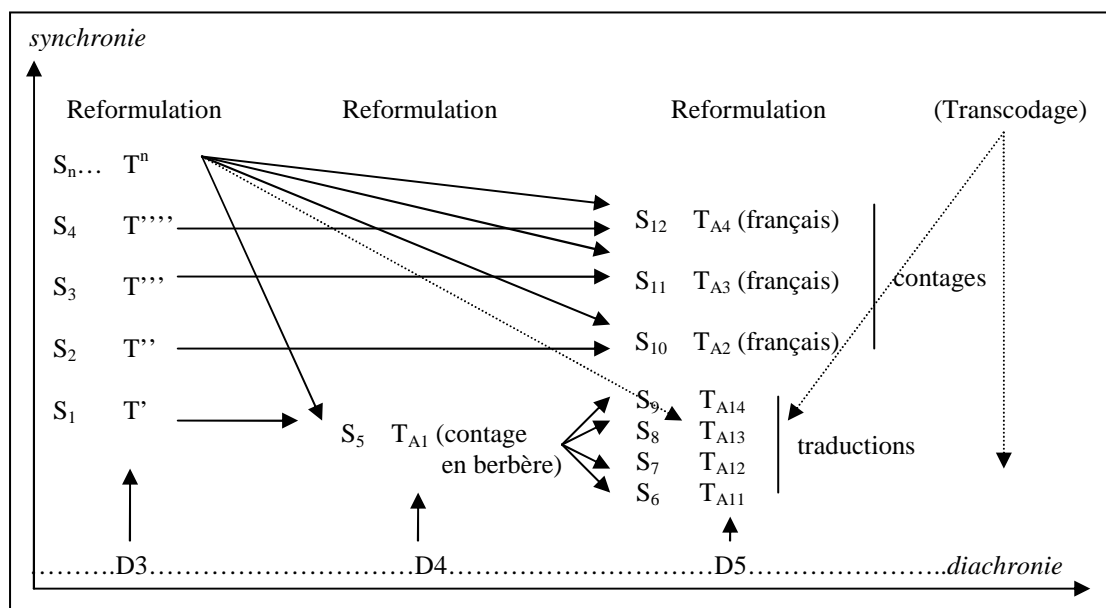 synchronie
Reformulation Reformulation Reformulation (Transcodage)
Sn… Tn
S12 TA4 (français)
S4 T''''
S11 TA3 (français)
contages
S3 T’’’
S10 TA2 (français)
S2 T’’
S9 TA14
S1 T’
S5 TA1 (contage
S8 TA13
traductions
en berbère)
S7 TA12
S6 TA11
………D3……………………………D4……………………………D5…………………..diachronie